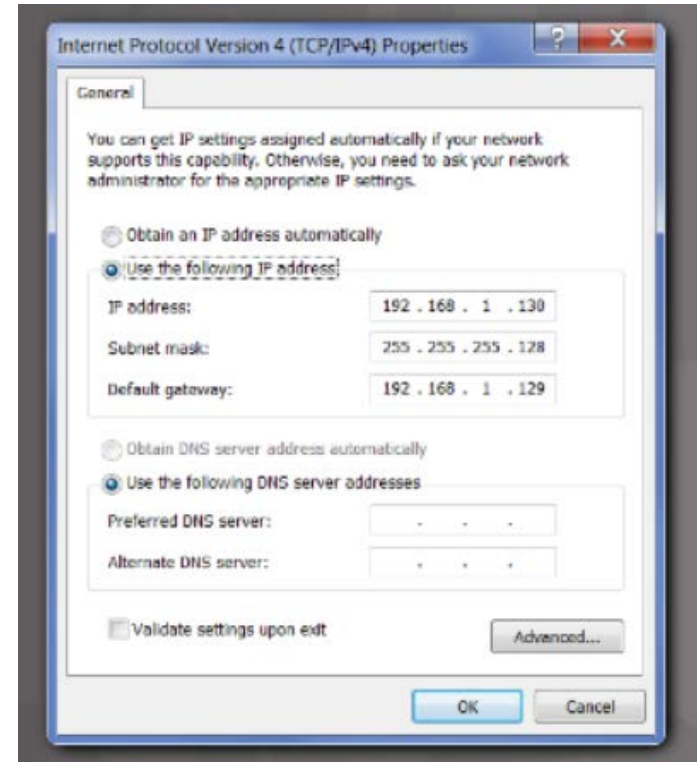 Internet Protocol Version 4 (TCP/IPv4) Properties
General
You can get IP settings assigned automatically if your network
supports this capability. Otherwise, you need to ask your network
administrator for the appropriate IP settings.
Obtain an IP address automatically
Use the following IP address:
IP address: 192 . 168 . 1 . 130
Subnet mask: 255 . 255 . 255 . 128
Default gateway: 192 . 168 . 1 . 129
Obtain DNS server address automatically
Use the following DNS server addresses
Preferred DNS server: . . .
Alternate DNS server: . . .
Validate settings upon exit
Advanced...
OK Cancel